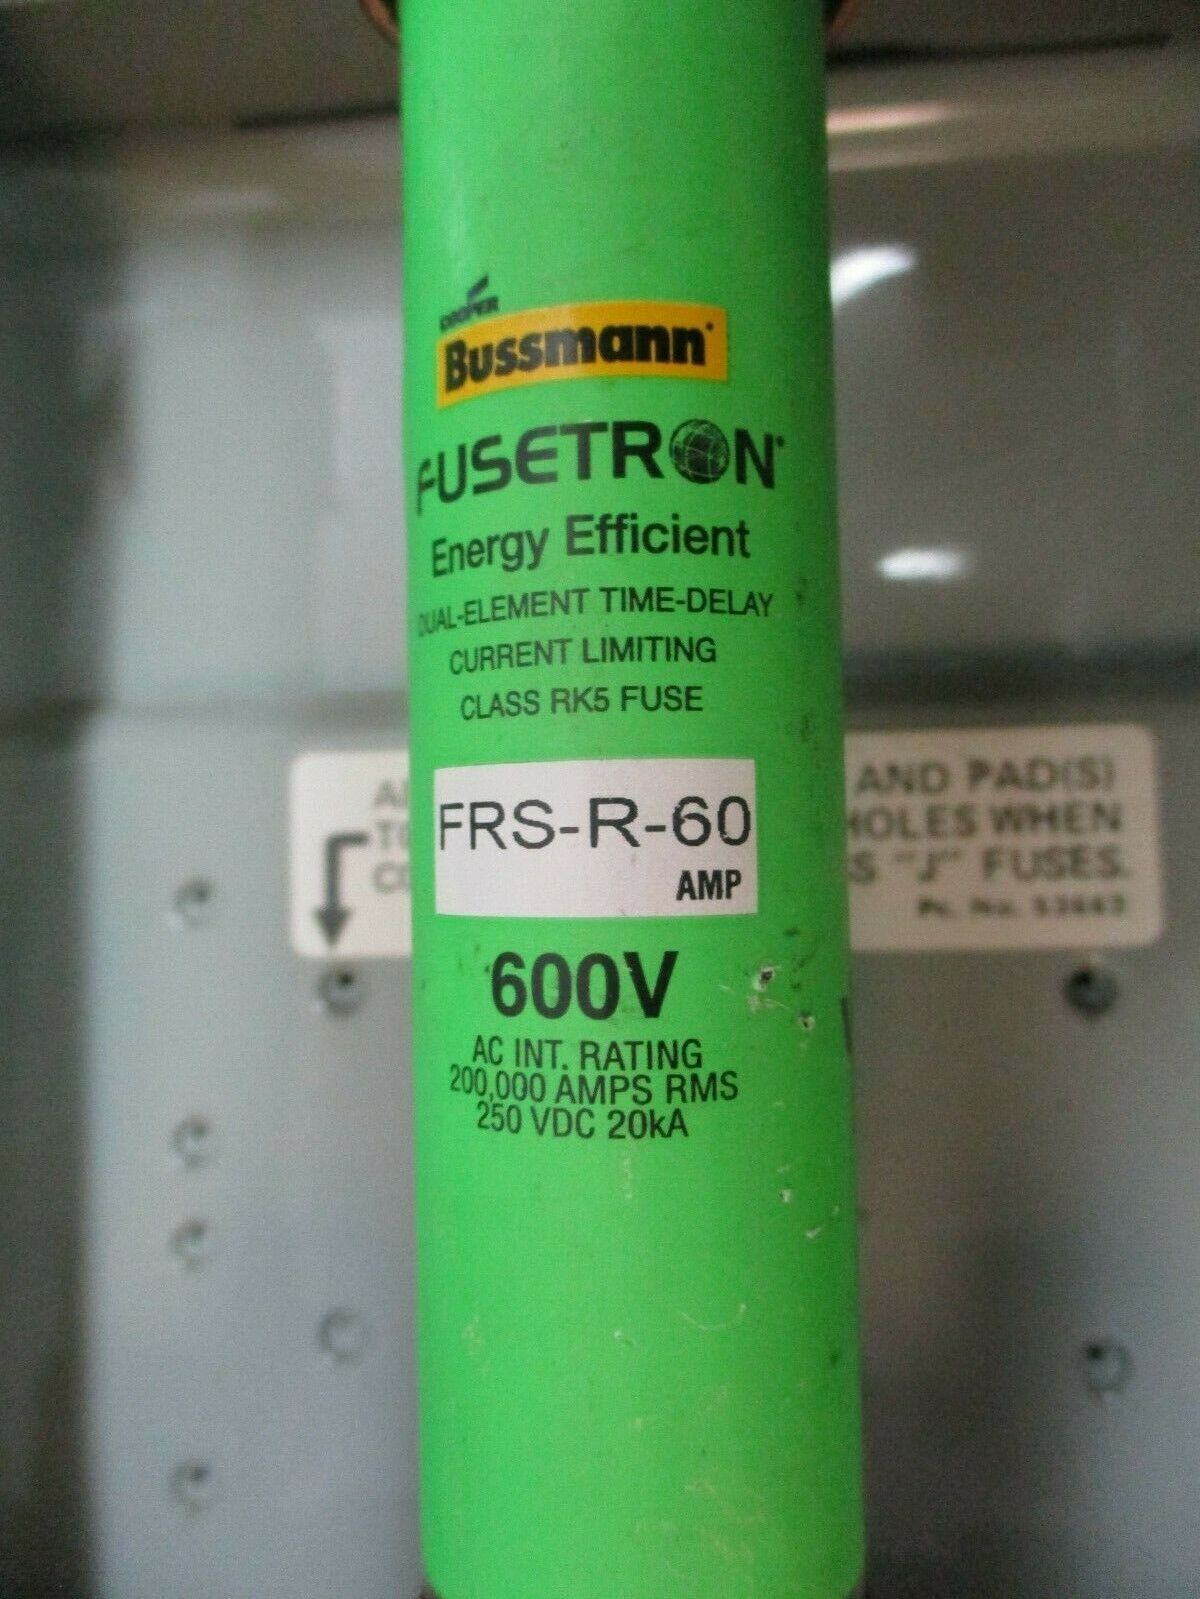 COOPER
Bussmann
FUSETRON
Energy Efficient
DUAL-ELEMENT TIME-DELAY
CURRENT LIMITING
CLASS RK5 FUSE
FRS-R-60
AMP
600V
AC INT. RATING
200,000 AMPS RMS
250 VDC 20kA
AND PAD(S)
HOLES WHEN
"J" FUSES.